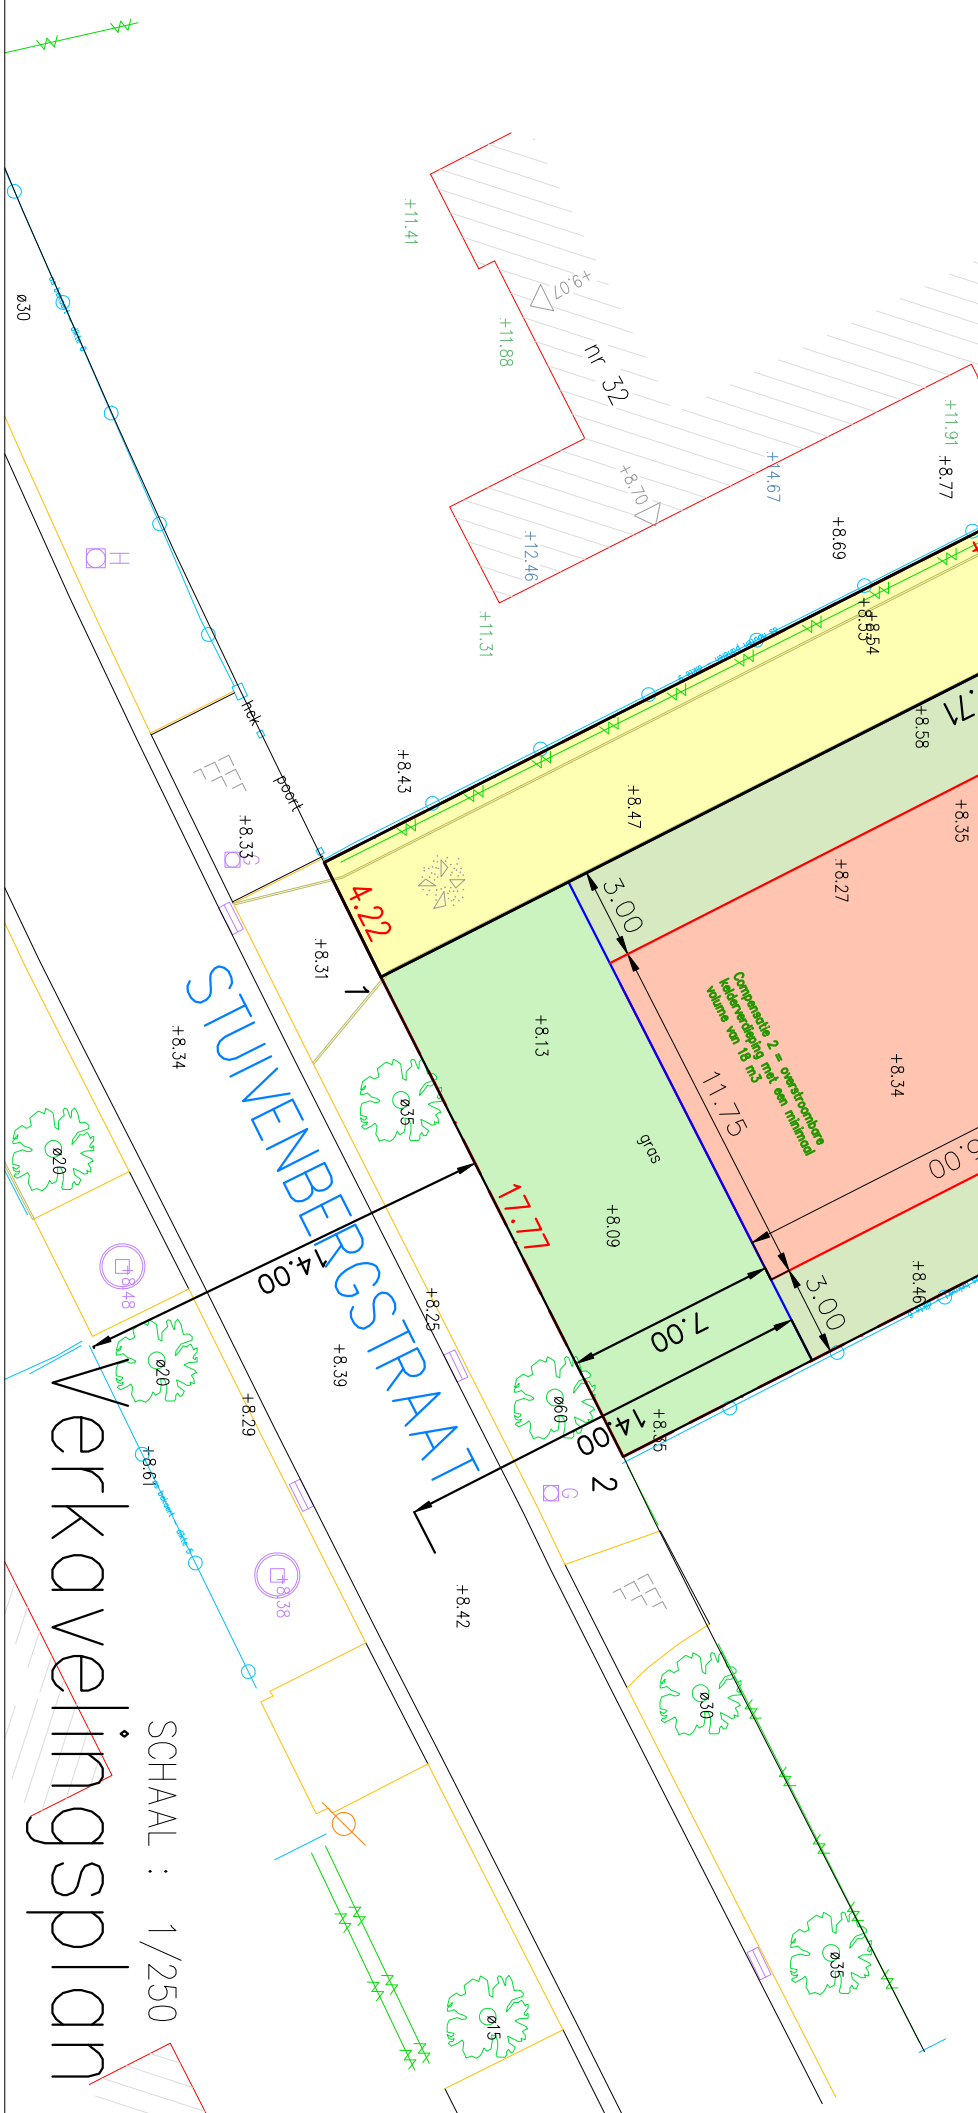 Verkavelingsplan
SCHAAL : 1/250
STUIVENBERGSTRAAT
nr 32
+9.07
+8.70
+11.41
+11.88
+11.91
+14.67
+12.46
+11.31
+8.77
+8.69
+8.54
+8.58
+8.43
+8.47
+8.35
+8.27
+8.34
+8.33
+8.31
+8.34
+8.13
+8.09
+8.46
+8.25
+8.39
+8.29
+8.61
+8.42
+8.48
+8.38
hek
poort
H
G
G
gras
4.22
17.77
1
2
3.00
11.75
3.00
7.00
14.00
14.00
Compensatie 2 = overstroombare
kelderverdieping met een minimaal
volume van 18 m3
ø30
ø35
ø20
ø20
ø60
ø30
ø35
ø15